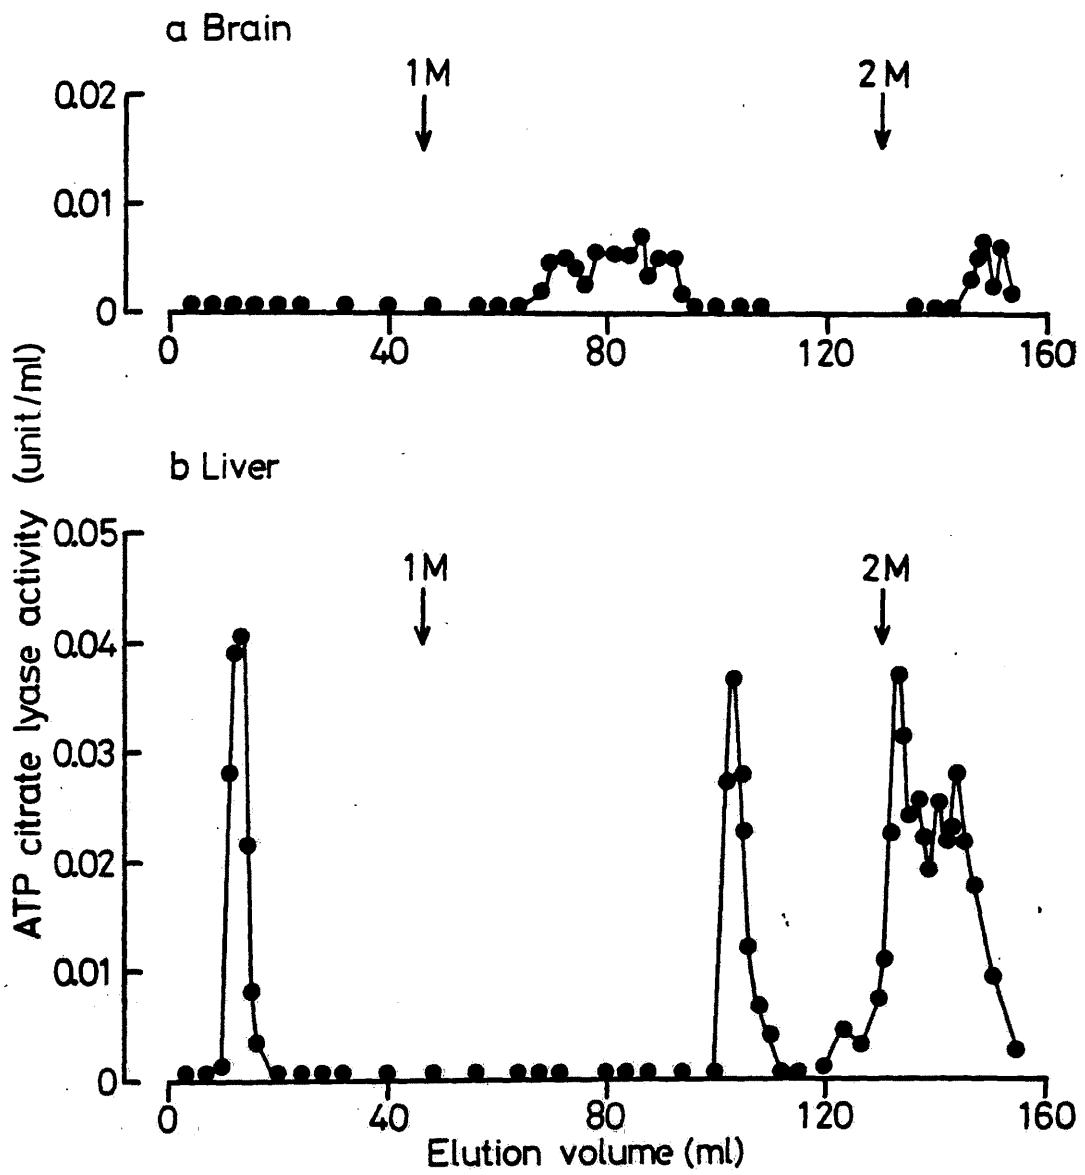 a Brain
1M
2M
0.02
0.01
0
0 40 80 120 160
ATP citrate lyase activity (unit/ml)
b Liver
1M
2M
0.05
0.04
0.03
0.02
0.01
0
0 40 80 120 160
Elution volume (ml)